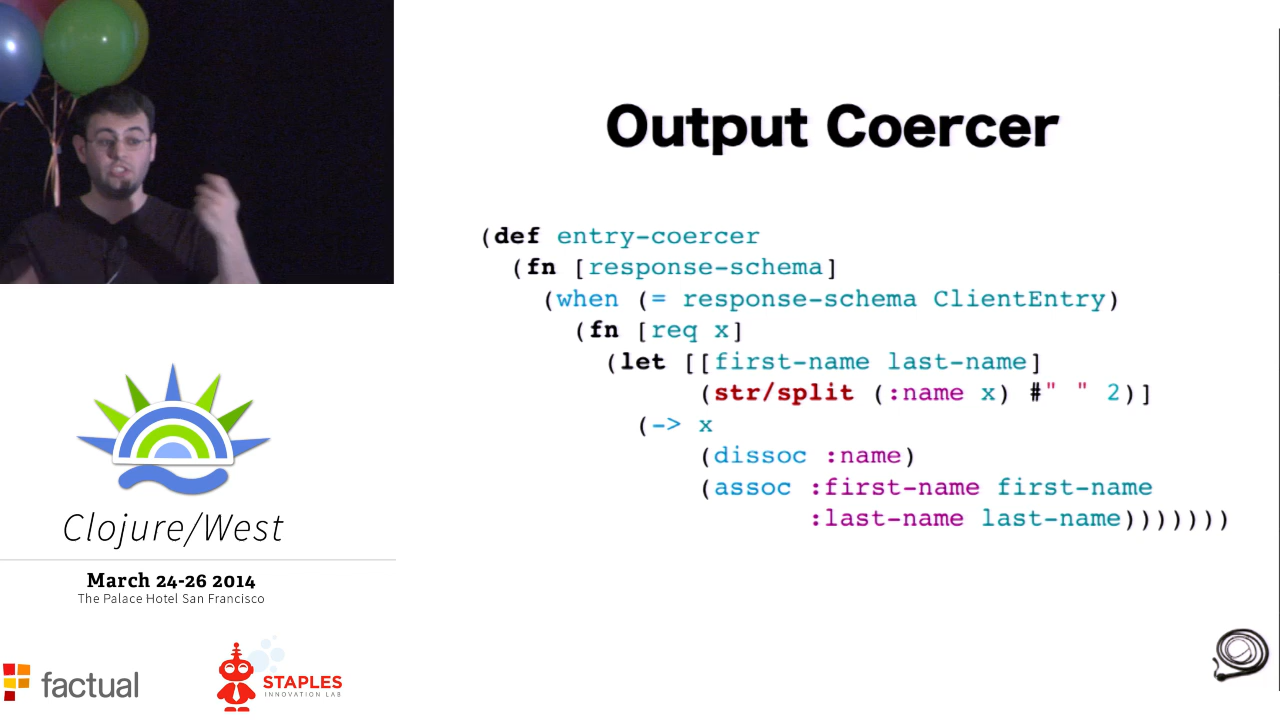 Output Coercer
(def entry-coercer
(fn [response-schema]
(when (= response-schema ClientEntry)
(fn [req x]
(let [[first-name last-name]
(str/split (:name x) #" " 2)]
(-> x
(dissoc :name)
(assoc :first-name first-name
:last-name last-name)))))))
Clojure/West
March 24-26 2014
The Palace Hotel San Francisco
factual
STAPLES
INNOVATION LAB